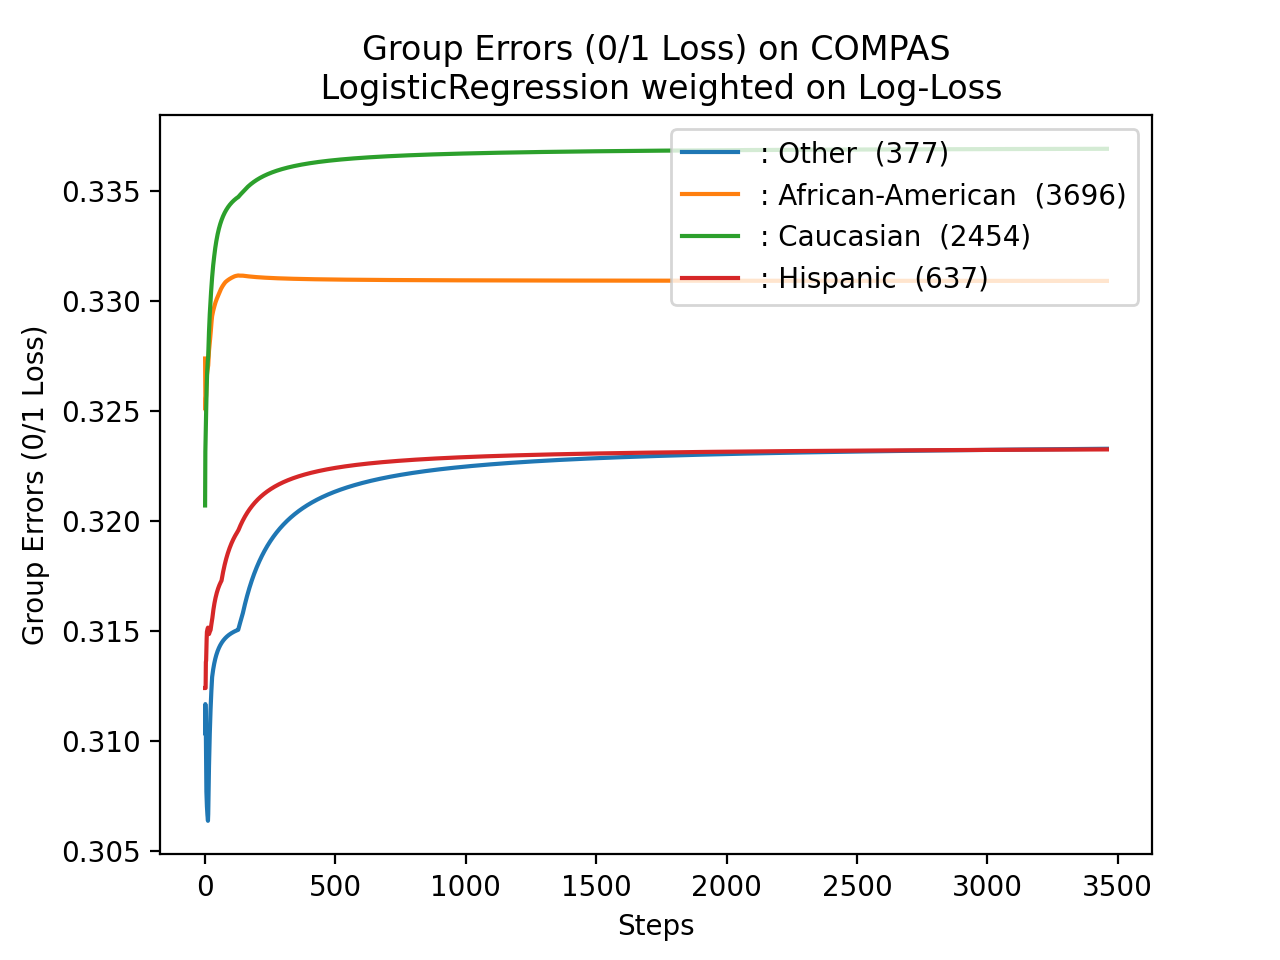 Group Errors (0/1 Loss) on COMPAS
LogisticRegression weighted on Log-Loss
: Other (377)
: African-American (3696)
: Caucasian (2454)
: Hispanic (637)
Group Errors (0/1 Loss)
0.335
0.330
0.325
0.320
0.315
0.310
0.305
0 500 1000 1500 2000 2500 3000 3500
Steps